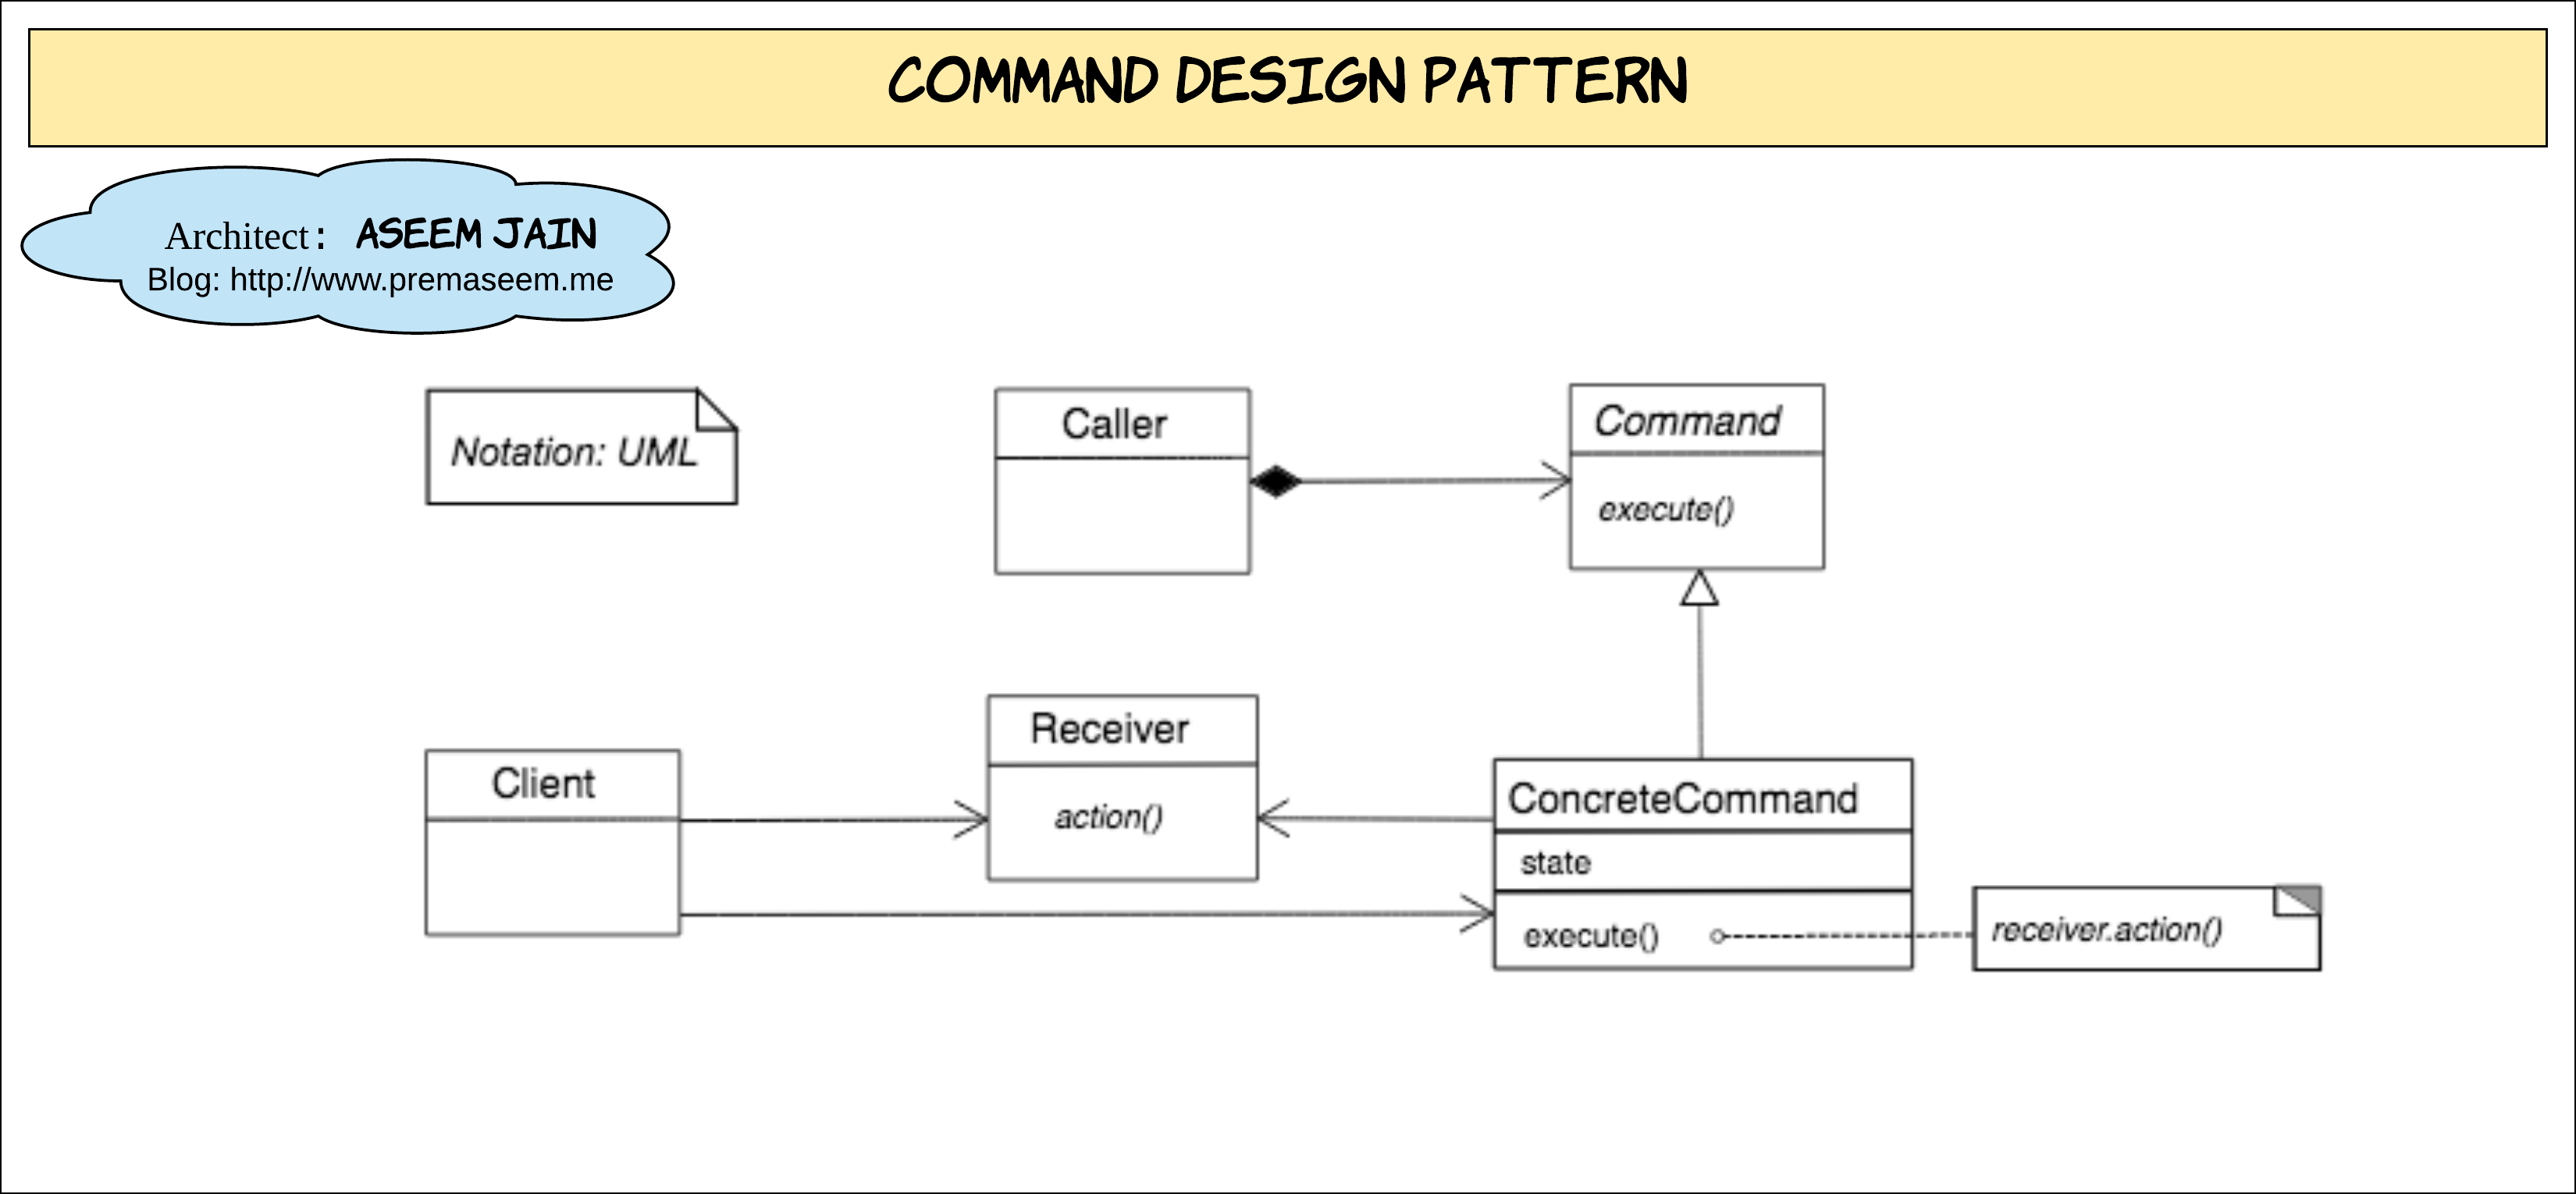 COMMAND DESIGN PATTERN
Architect: ASEEM JAIN
Blog: http://www.premaseem.me
Notation: UML
Caller
Command
execute()
Client
Receiver
action()
ConcreteCommand
state
execute()
receiver.action()